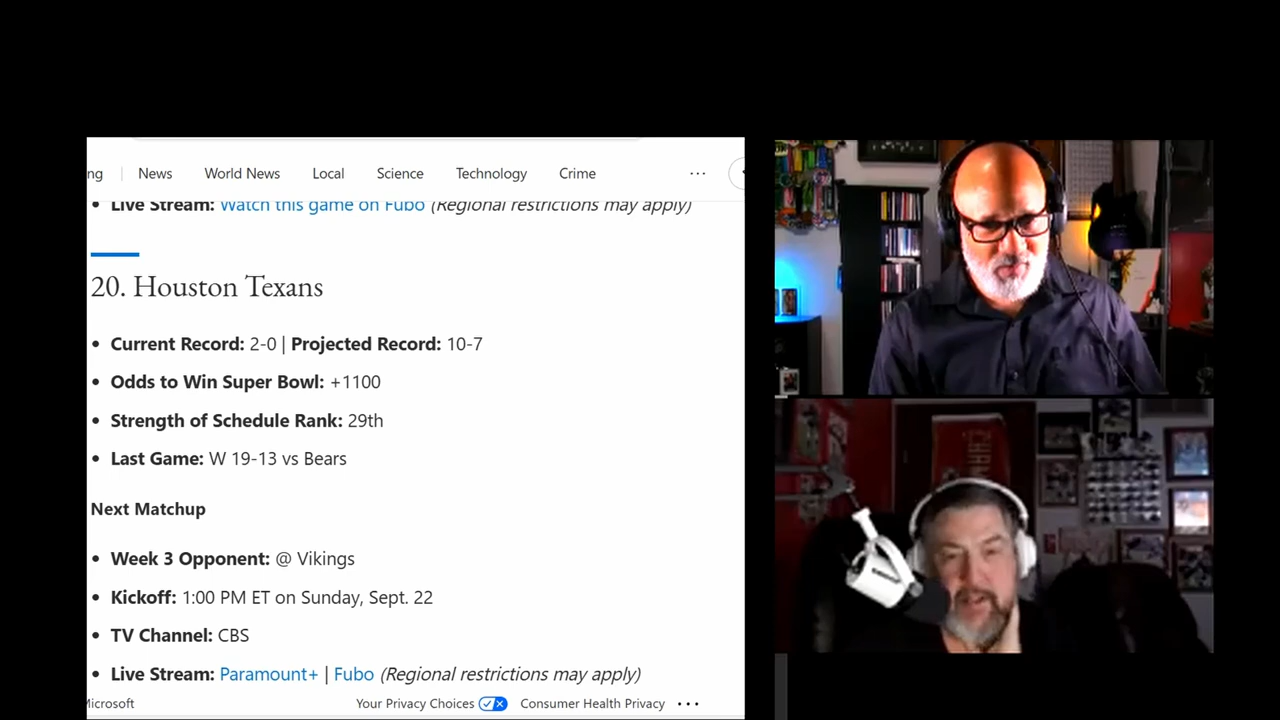 ng News World News Local Science Technology Crime ...
• Live Stream: Watch this game on Fubo (Regional restrictions may apply)
20. Houston Texans
• Current Record: 2-0 | Projected Record: 10-7
• Odds to Win Super Bowl: +1100
• Strength of Schedule Rank: 29th
• Last Game: W 19-13 vs Bears
Next Matchup
• Week 3 Opponent: @ Vikings
• Kickoff: 1:00 PM ET on Sunday, Sept. 22
• TV Channel: CBS
• Live Stream: Paramount+ | Fubo (Regional restrictions may apply)
Microsoft Your Privacy Choices Consumer Health Privacy ...